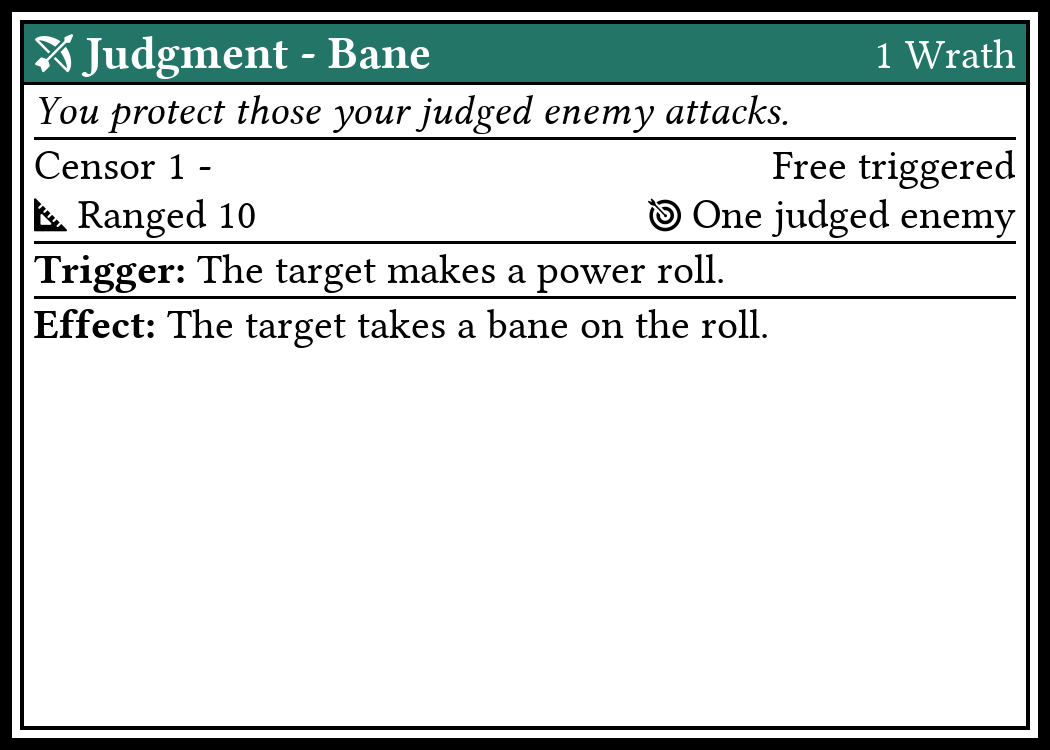 Judgment - Bane 1 Wrath
You protect those your judged enemy attacks.
Censor 1 - Free triggered
Ranged 10 One judged enemy
Trigger: The target makes a power roll.
Effect: The target takes a bane on the roll.